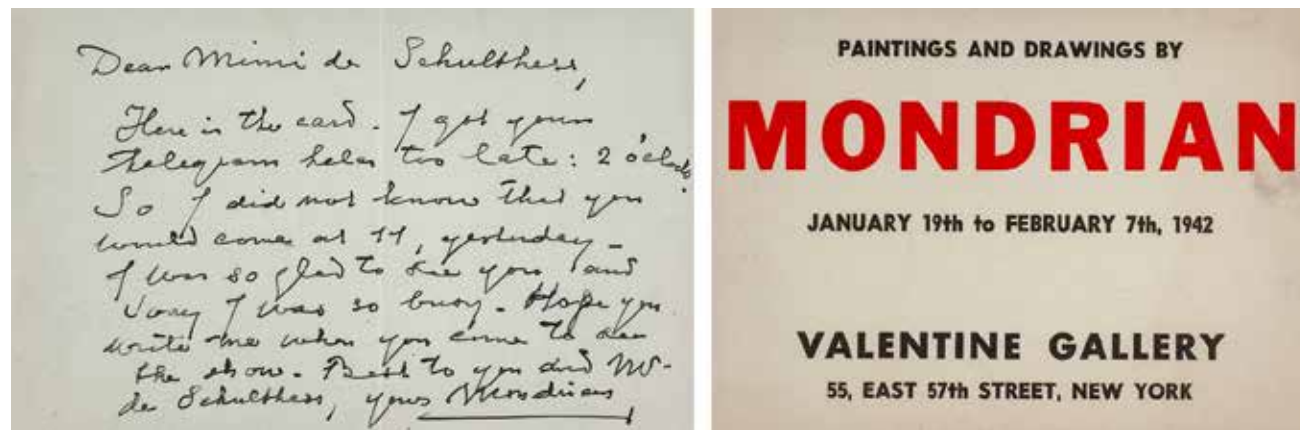 Dear Mimi de Schulthess,
Here is the card. I got your
telegram helas too late: 2 o'clock.
So I did not know that you
would come at 11, yesterday –
I was so glad to see you and
sorry I was so busy. Hope you
write me when you come to see
the show. Best to you and Mr.
de Schulthess, yours Mondrian
PAINTINGS AND DRAWINGS BY
MONDRIAN
JANUARY 19th to FEBRUARY 7th, 1942
VALENTINE GALLERY
55, EAST 57th STREET, NEW YORK